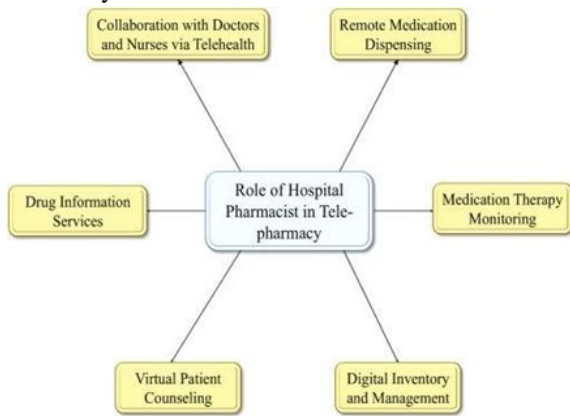 Collaboration with Doctors
and Nurses via Telehealth
Remote Medication
Dispensing
Drug Information
Services
Role of Hospital
Pharmacist in Tele-
pharmacy
Medication Therapy
Monitoring
Virtual Patient
Counseling
Digital Inventory
and Management